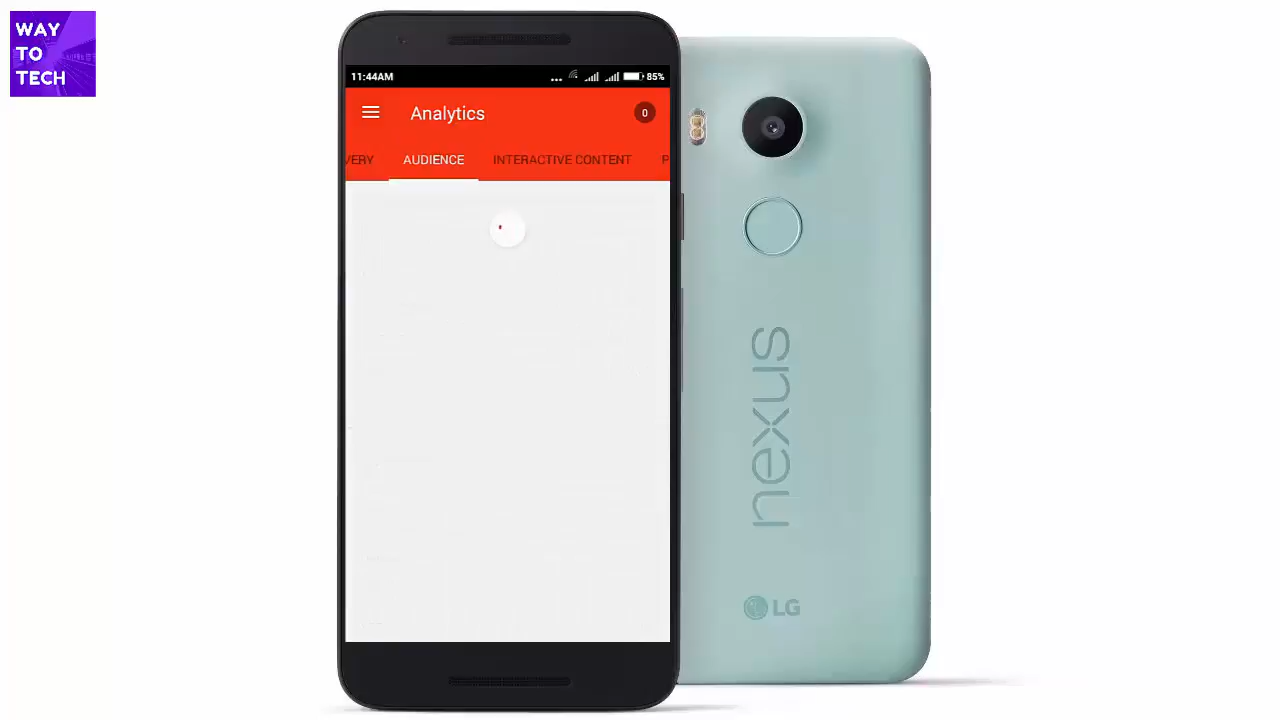 WAY
TO
TECH
11:44AM
85%
Analytics
0
VERY
AUDIENCE
INTERACTIVE CONTENT
P
nexus
LG